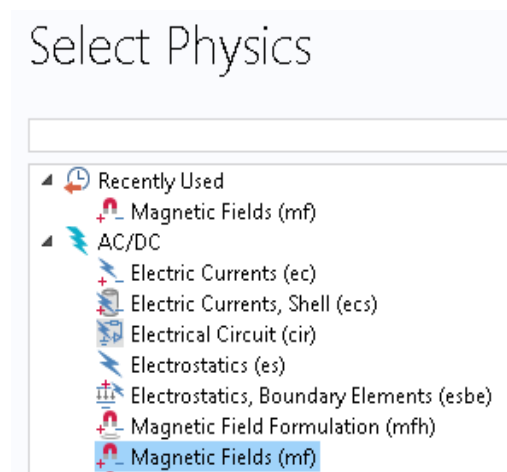 Select Physics
Recently Used
Magnetic Fields (mf)
AC/DC
Electric Currents (ec)
Electric Currents, Shell (ecs)
Electrical Circuit (cir)
Electrostatics (es)
Electrostatics, Boundary Elements (esbe)
Magnetic Field Formulation (mfh)
Magnetic Fields (mf)